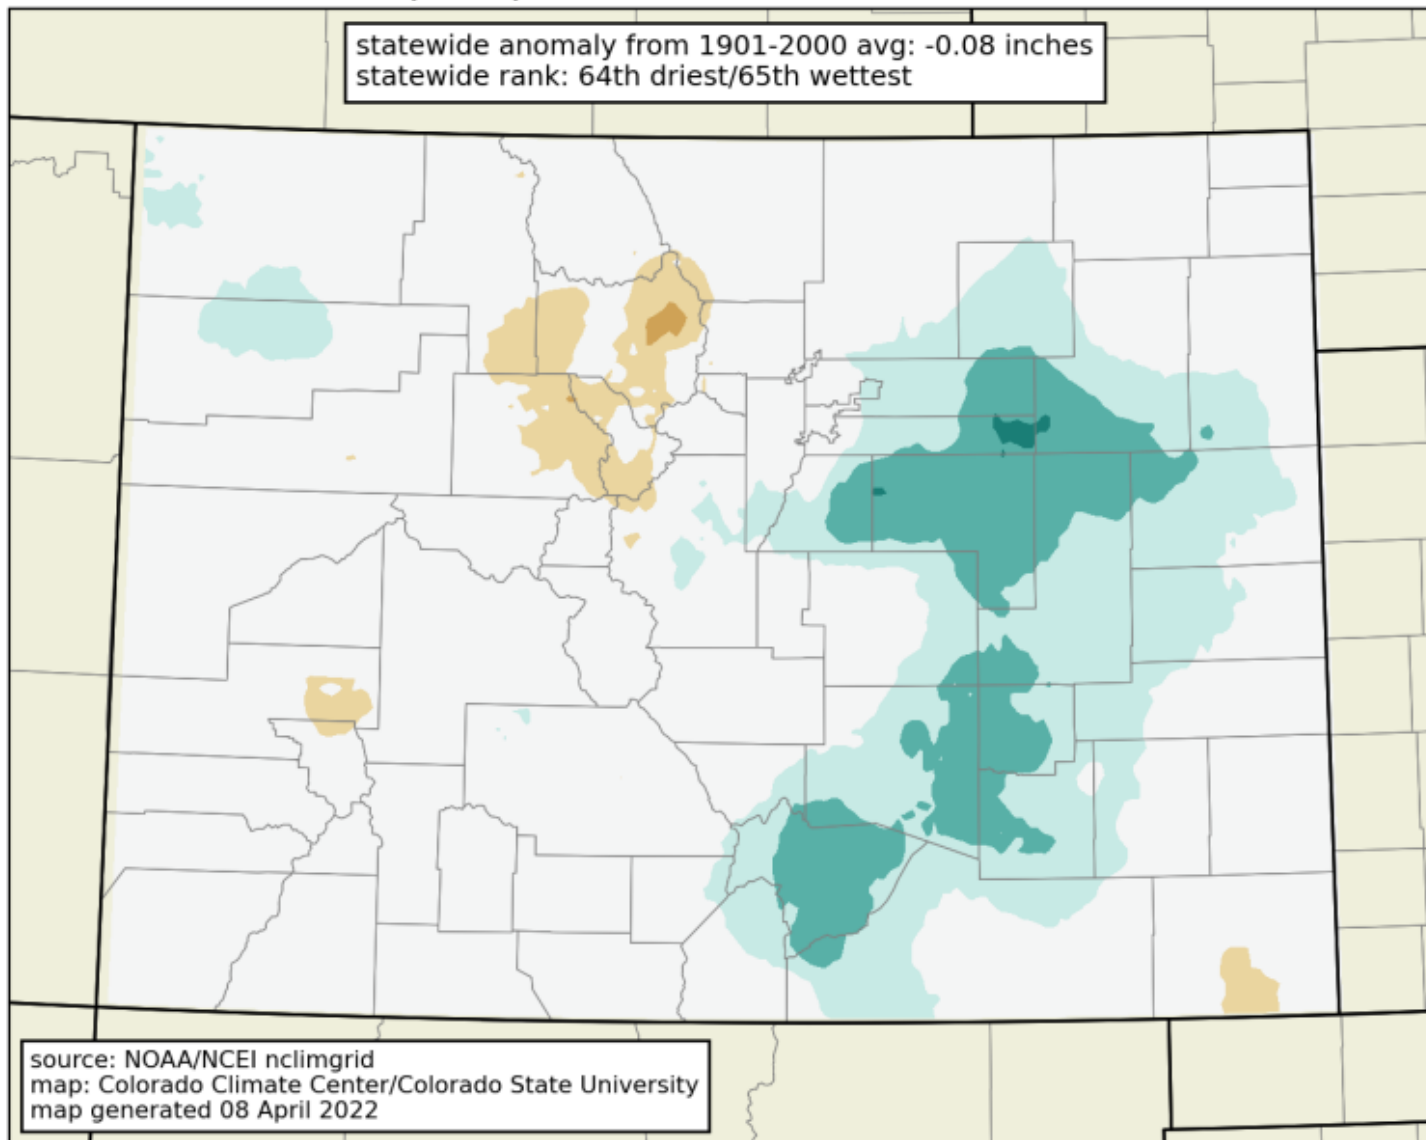 statewide anomaly from 1901-2000 avg: -0.08 inches
statewide rank: 64th driest/65th wettest
source: NOAA/NCEI nclimgrid
map: Colorado Climate Center/Colorado State University
map generated 08 April 2022